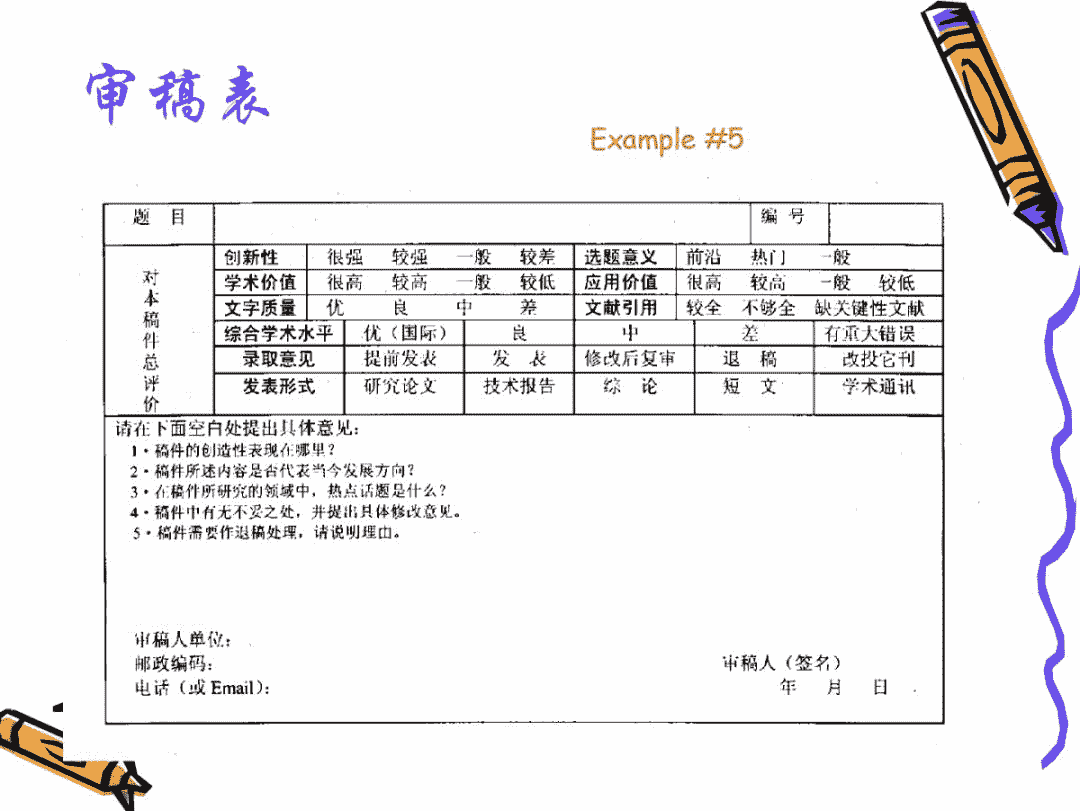 审稿表
Example #5
题 目 编 号
对本稿件总评价
创新性 很强 较强 一般 较差 选题意义 前沿 热门 一般
学术价值 很高 较高 一般 较低 应用价值 很高 较高 一般 较低
文字质量 优 良 中 差 文献引用 较全 不够全 缺关键性文献
综合学术水平 优（国际） 良 中 差 有重大错误
录取意见 提前发表 发 表 修改后复审 退 稿 改投它刊
发表形式 研究论文 技术报告 综 论 短 文 学术通讯
请在下面空白处提出具体意见：
1·稿件的创造性表现在哪里？
2·稿件所述内容是否代表当今发展方向？
3·在稿件所研究的领域中，热点话题是什么？
4·稿件中有无不妥之处，并提出具体修改意见。
5·稿件需要作退稿处理，请说明理由。
审稿人单位：
邮政编码： 审稿人（签名）
电话（或 Email）： 年 月 日